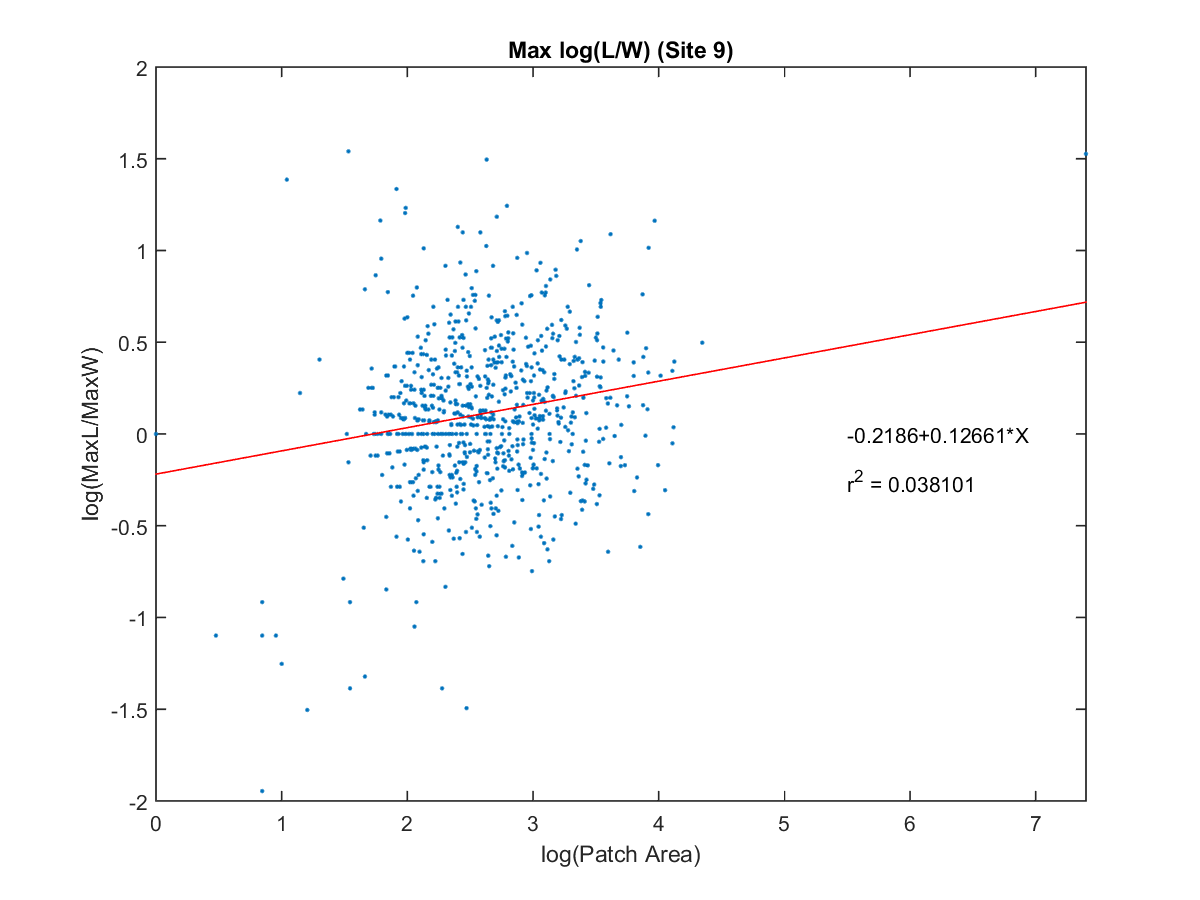 Max log(L/W) (Site 9)
2
1.5
1
0.5
0
-0.5
-1
-1.5
-2
log(MaxL/MaxW)
-0.2186+0.12661*X
r² = 0.038101
0 1 2 3 4 5 6 7
log(Patch Area)